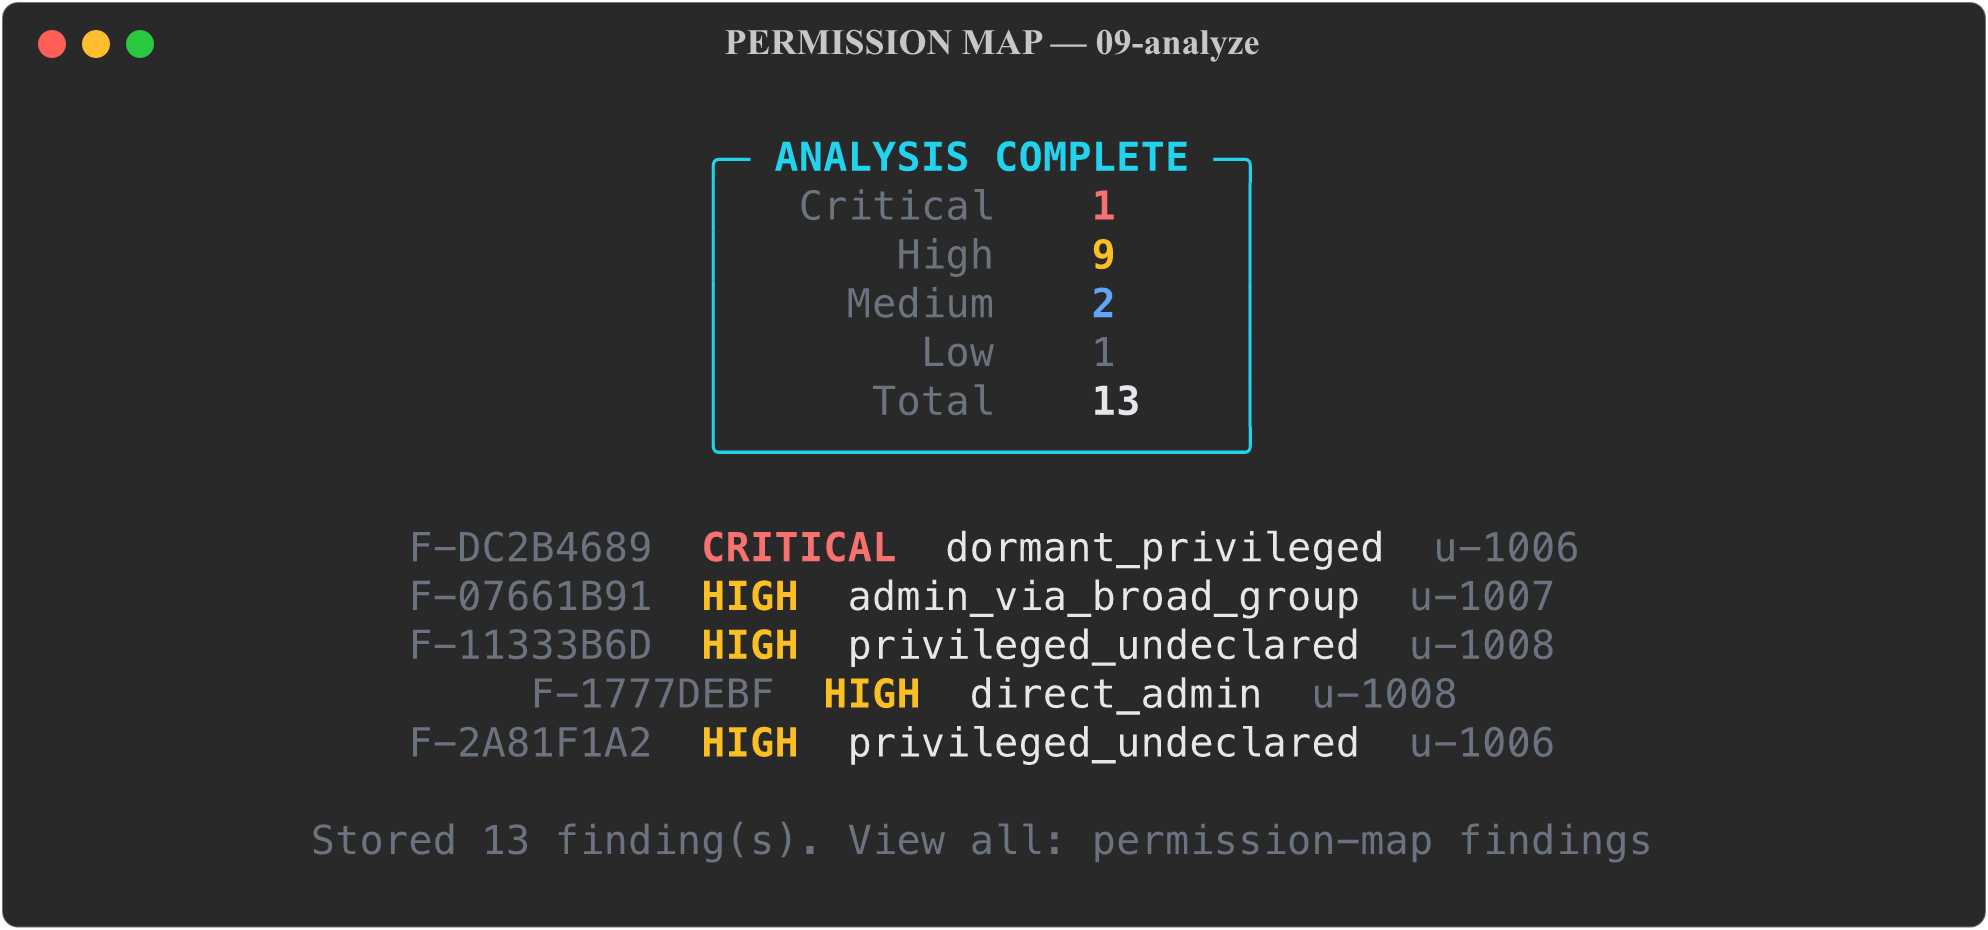 PERMISSION MAP — 09-analyze
ANALYSIS COMPLETE
Critical 1
High 9
Medium 2
Low 1
Total 13
F-DC2B4689 CRITICAL dormant_privileged u-1006
F-07661B91 HIGH admin_via_broad_group u-1007
F-11333B6D HIGH privileged_undeclared u-1008
F-1777DEBF HIGH direct_admin u-1008
F-2A81F1A2 HIGH privileged_undeclared u-1006
Stored 13 finding(s). View all: permission-map findings